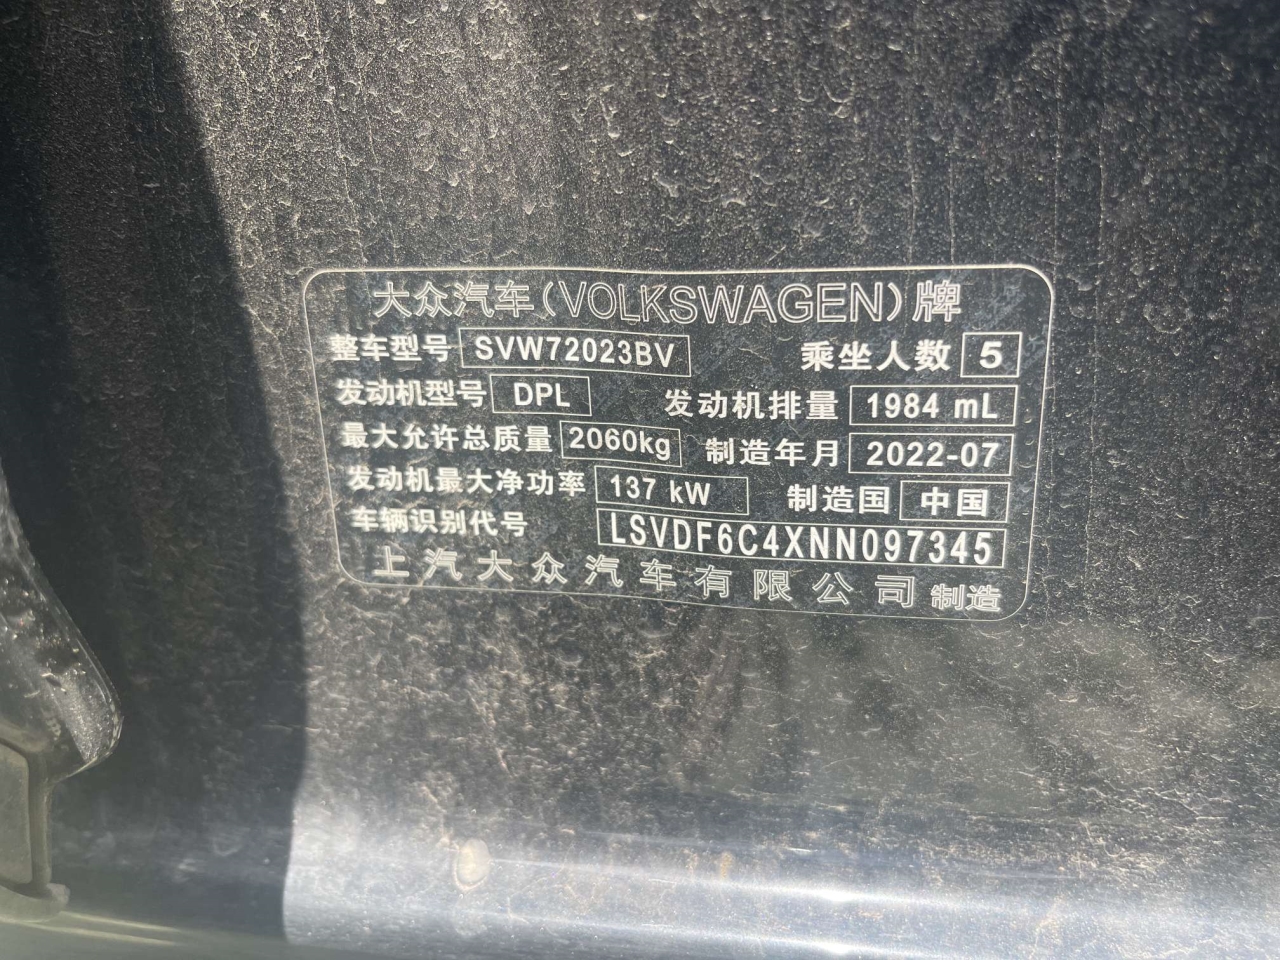 大众汽车(VOLKSWAGEN)牌
整车型号 SVW72023BV 乘坐人数 5
发动机型号 DPL 发动机排量 1984 mL
最大允许总质量 2060kg 制造年月 2022-07
发动机最大净功率 137 kW 制造国 中国
车辆识别代号 LSVDF6C4XNN097345
上汽大众汽车有限公司 制造